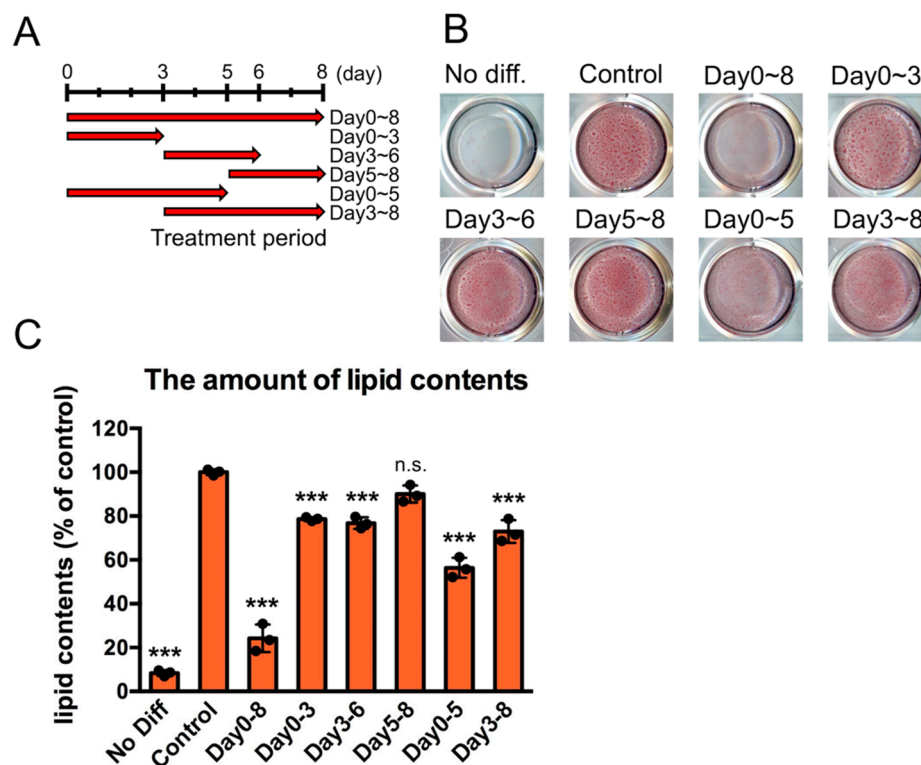 A
0 3 5 6 8 (day)
Day0~8
Day0~3
Day3~6
Day5~8
Day0~5
Day3~8
Treatment period
B
No diff. Control Day0~8 Day0~3
Day3~6 Day5~8 Day0~5 Day3~8
C
The amount of lipid contents
lipid contents (% of control)
120
100
80
60
40
20
0
*** *** *** *** n.s. *** ***
No Diff Control Day0-8 Day0-3 Day3-6 Day5-8 Day0-5 Day3-8